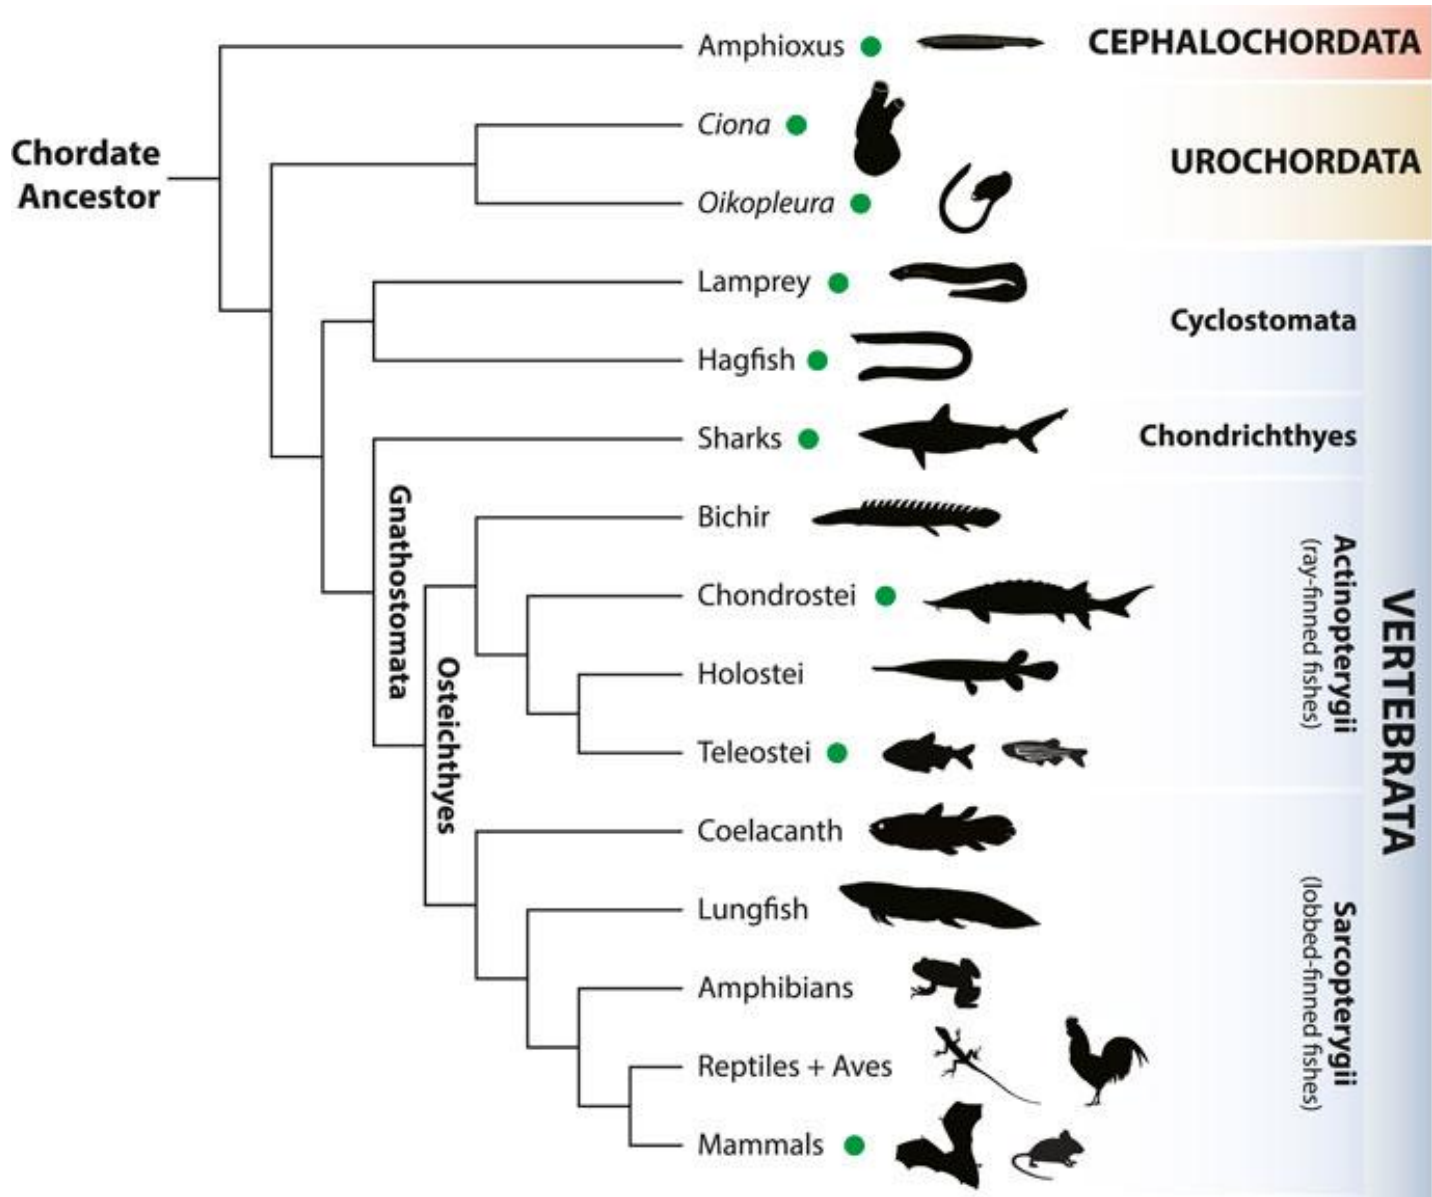 Amphioxus
CEPHALOCHORDATA
Chordate
Ancestor
Ciona
UROCHORDATA
Oikopleura
Lamprey
Cyclostomata
Hagfish
Sharks
Chondrichthyes
Gnathostomata
Bichir
Chondrostei
Holostei
Teleostei
Actinopterygii
(ray-finned fishes)
VERTEBRATA
Osteichthyes
Coelacanth
Lungfish
Amphibians
Reptiles + Aves
Mammals
Sarcopterygii
(lobbed-finned fishes)